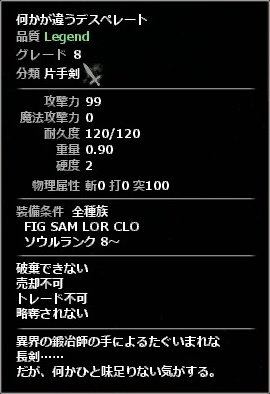 何かが違うデスペレート
品質 Legend
グレード 8
分類 片手剣
攻撃力 99
魔法攻撃力 0
耐久度 120/120
重量 0.90
硬度 2
物理属性 斬0 打0 突100
装備条件 全種族
FIG SAM LOR CLO
ソウルランク 8～
破棄できない
売却不可
トレード不可
略奪されない
異界の鍛冶師の手によるたぐいまれな
長剣……
だが、何かひと味足りない気がする。